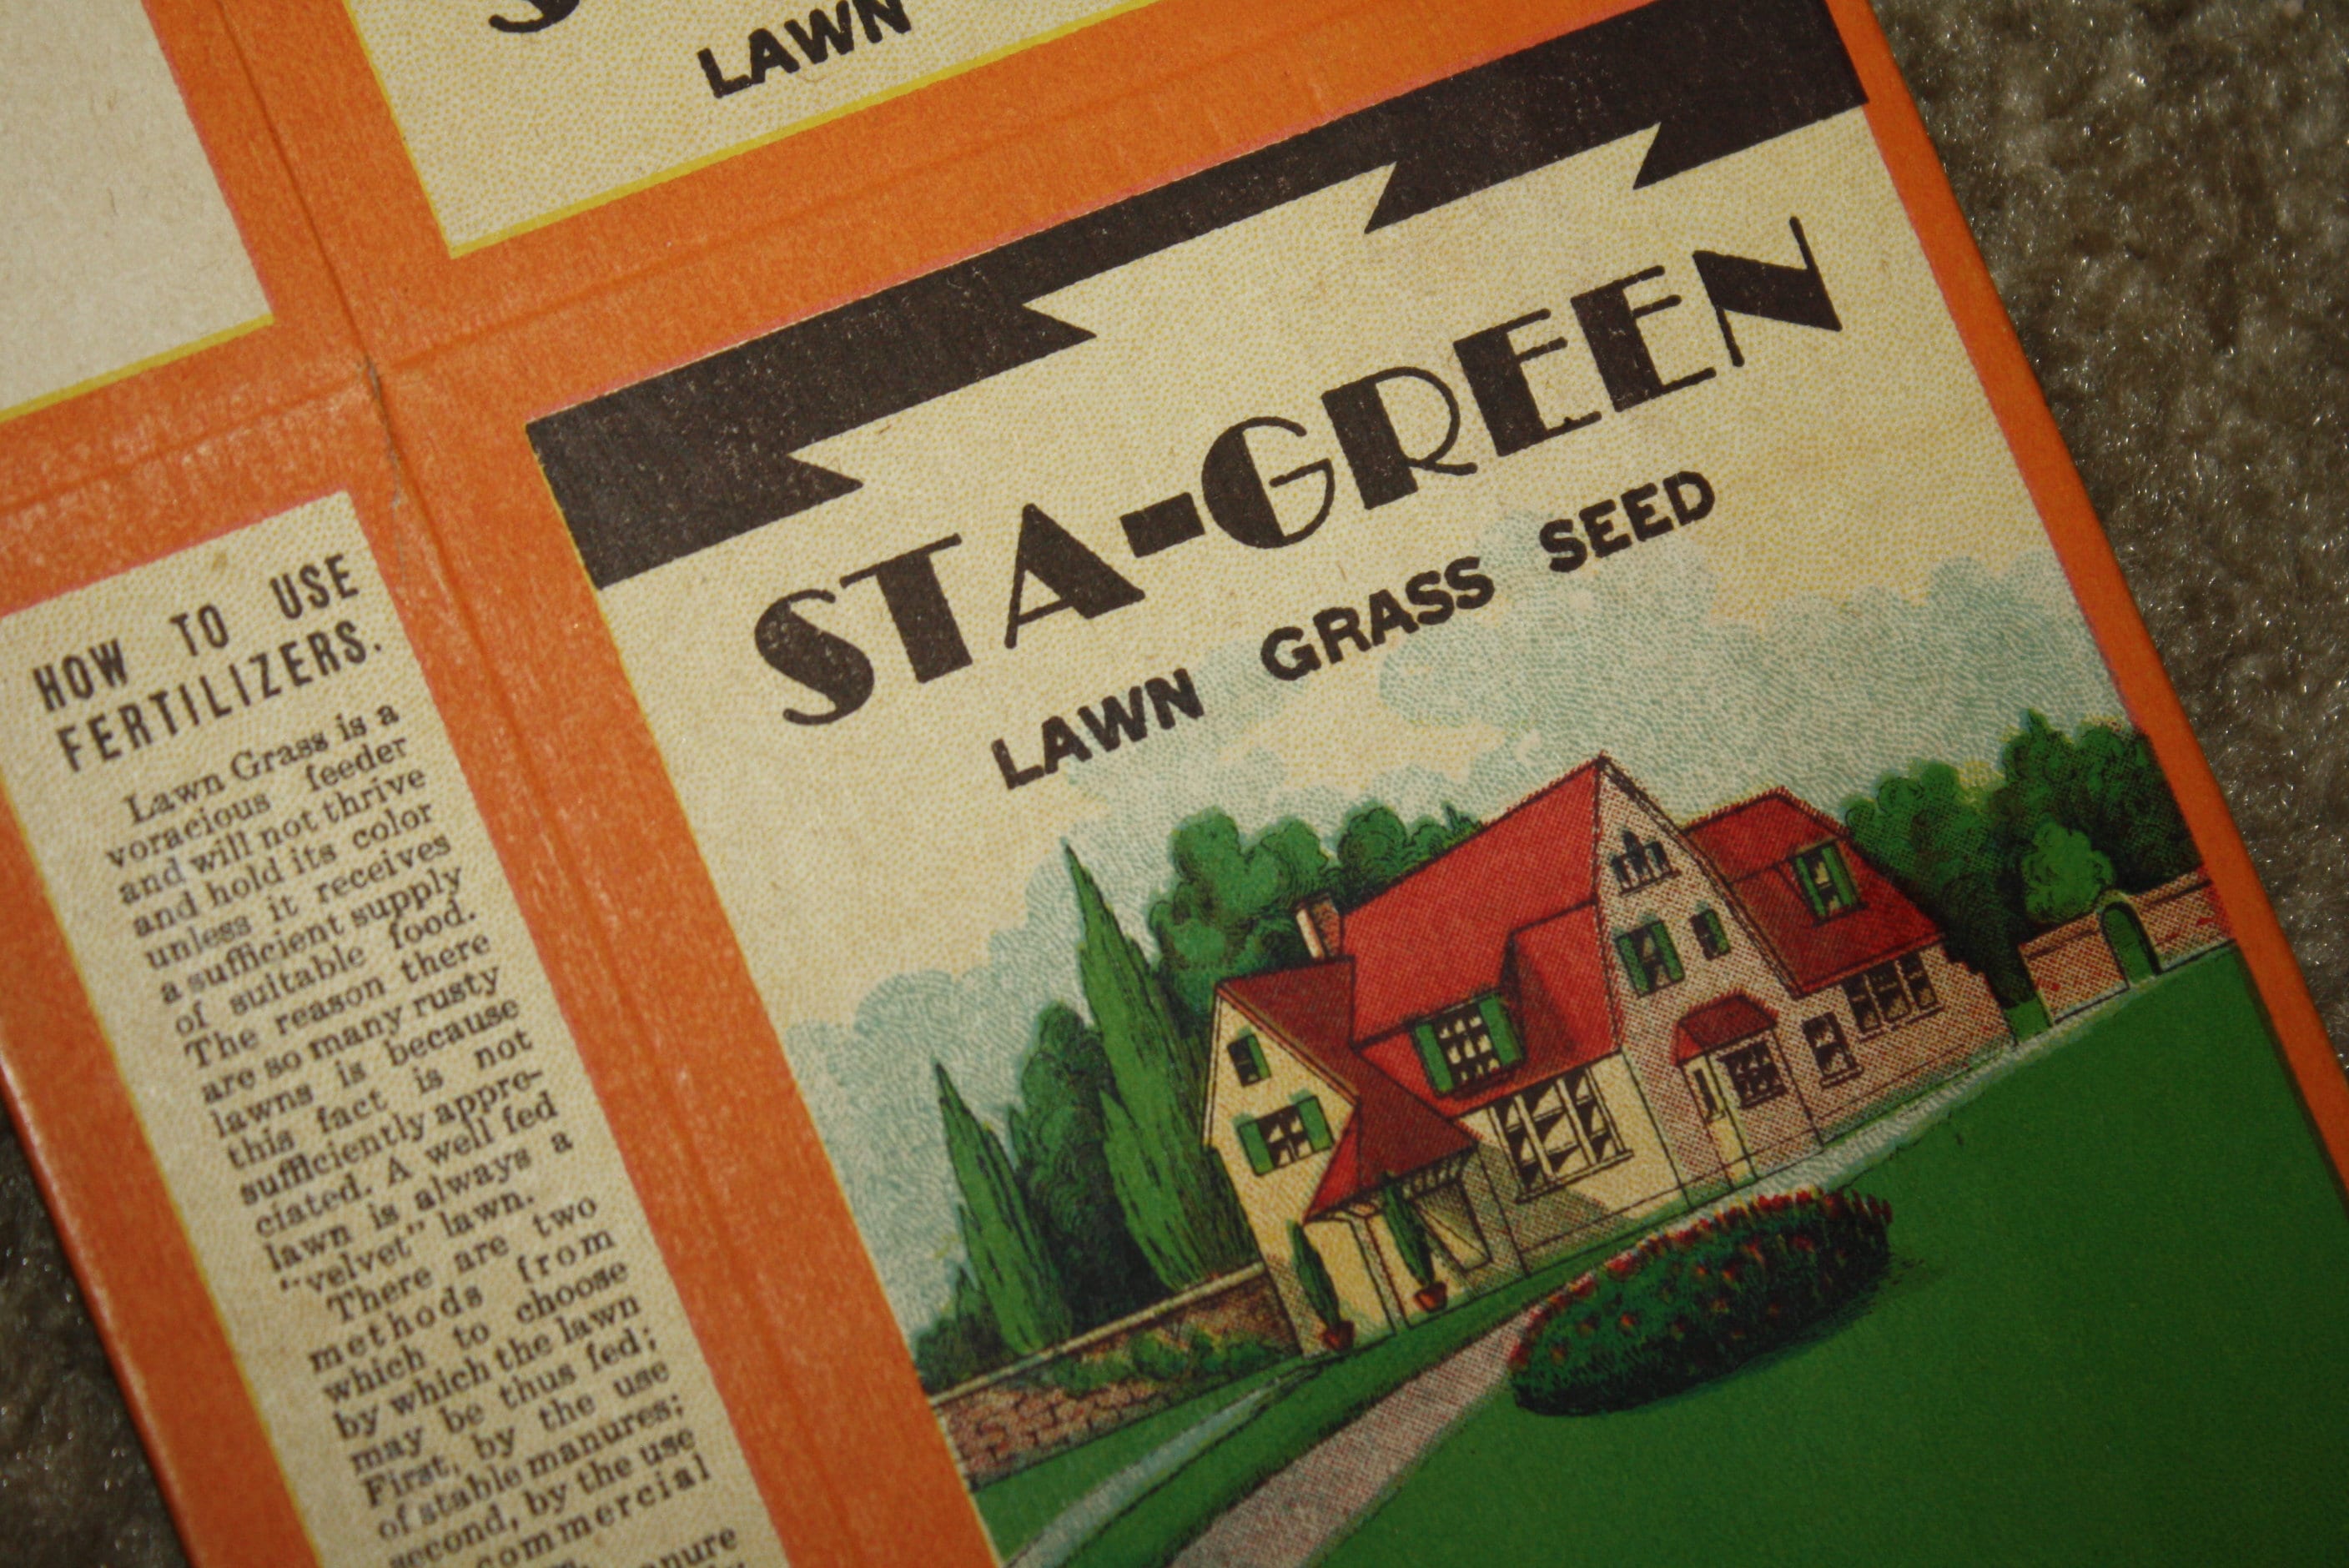 LAWN
STA-GREEN
LAWN GRASS SEED
HOW TO USE
FERTILIZERS.
Lawn Grass is a
voracious feeder
and will not thrive
and hold its color
unless it receives
a sufficient supply
of suitable food.
The reason there
are so many rusty
lawns is because
this fact is not
sufficiently appre-
ciated. A well fed
lawn is always a
"velvet" lawn.
There are two
methods from
which to choose
by which the lawn
may be thus fed;
First, by the use
of stable manures;
second, by the use
commercial